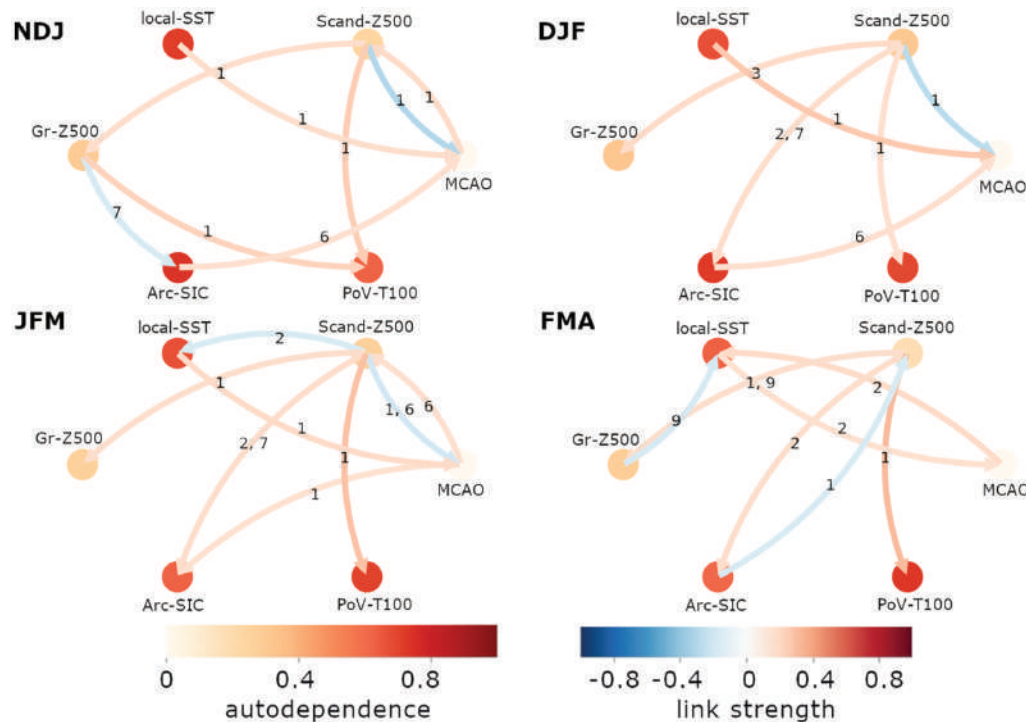 NDJ
local-SST
Scand-Z500
1
1
1
1
1
Gr-Z500
MCAO
7
1
6
Arc-SIC
PoV-T100
DJF
local-SST
Scand-Z500
3
1
1
2, 7
1
Gr-Z500
MCAO
6
Arc-SIC
PoV-T100
JFM
local-SST
Scand-Z500
2
1
1, 6
6
1
2, 7
1
Gr-Z500
MCAO
1
Arc-SIC
PoV-T100
FMA
local-SST
Scand-Z500
1, 9
2
9
2
2
1
Gr-Z500
MCAO
1
Arc-SIC
PoV-T100
0 0.4 0.8
autodependence
-0.8 -0.4 0 0.4 0.8
link strength